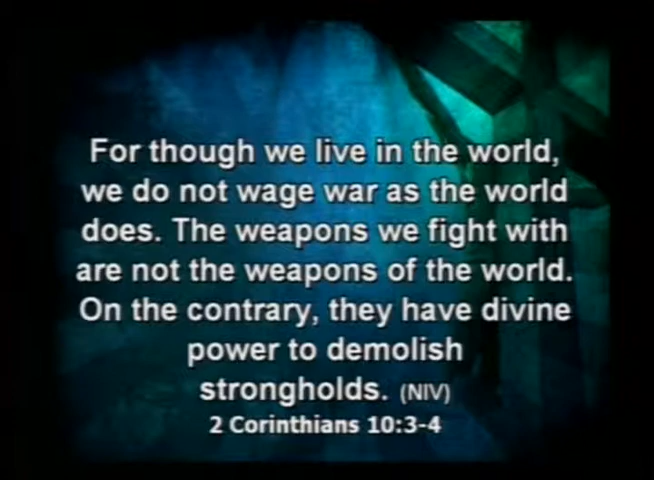 For though we live in the world,
we do not wage war as the world
does. The weapons we fight with
are not the weapons of the world.
On the contrary, they have divine
power to demolish
strongholds. (NIV)
2 Corinthians 10:3-4